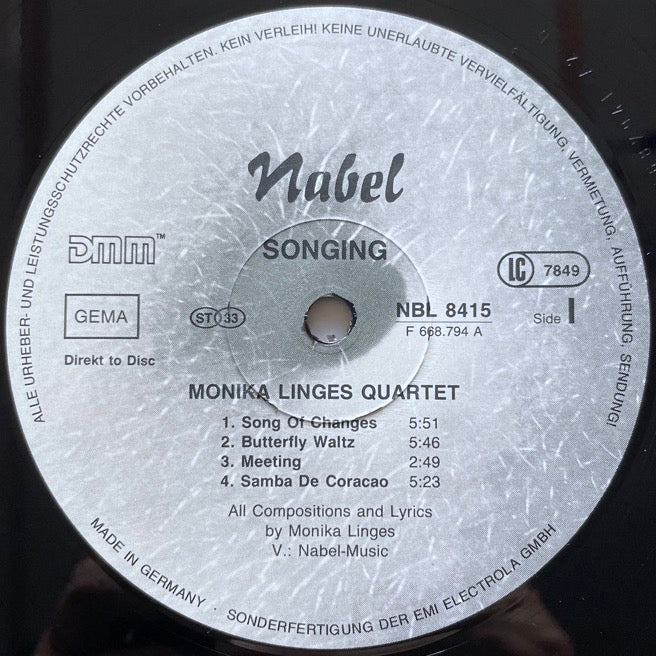 ALLE URHEBER- UND LEISTUNGSSCHUTZRECHTE VORBEHALTEN. KEIN VERLEIH! KEINE UNERLAUBTE VERVIELFÄLTIGUNG, VERMIETUNG, AUFFÜHRUNG, SENDUNG!
Nabel
DMM™
SONGING
LC 7849
GEMA
ST 33
NBL 8415
F 668.794 A
Side 1
Direkt to Disc
MONIKA LINGES QUARTET
1. Song Of Changes 5:51
2. Butterfly Waltz 5:46
3. Meeting 2:49
4. Samba De Coracao 5:23
All Compositions and Lyrics
by Monika Linges
V.: Nabel-Music
MADE IN GERMANY · SONDERFERTIGUNG DER EMI ELECTROLA GMBH